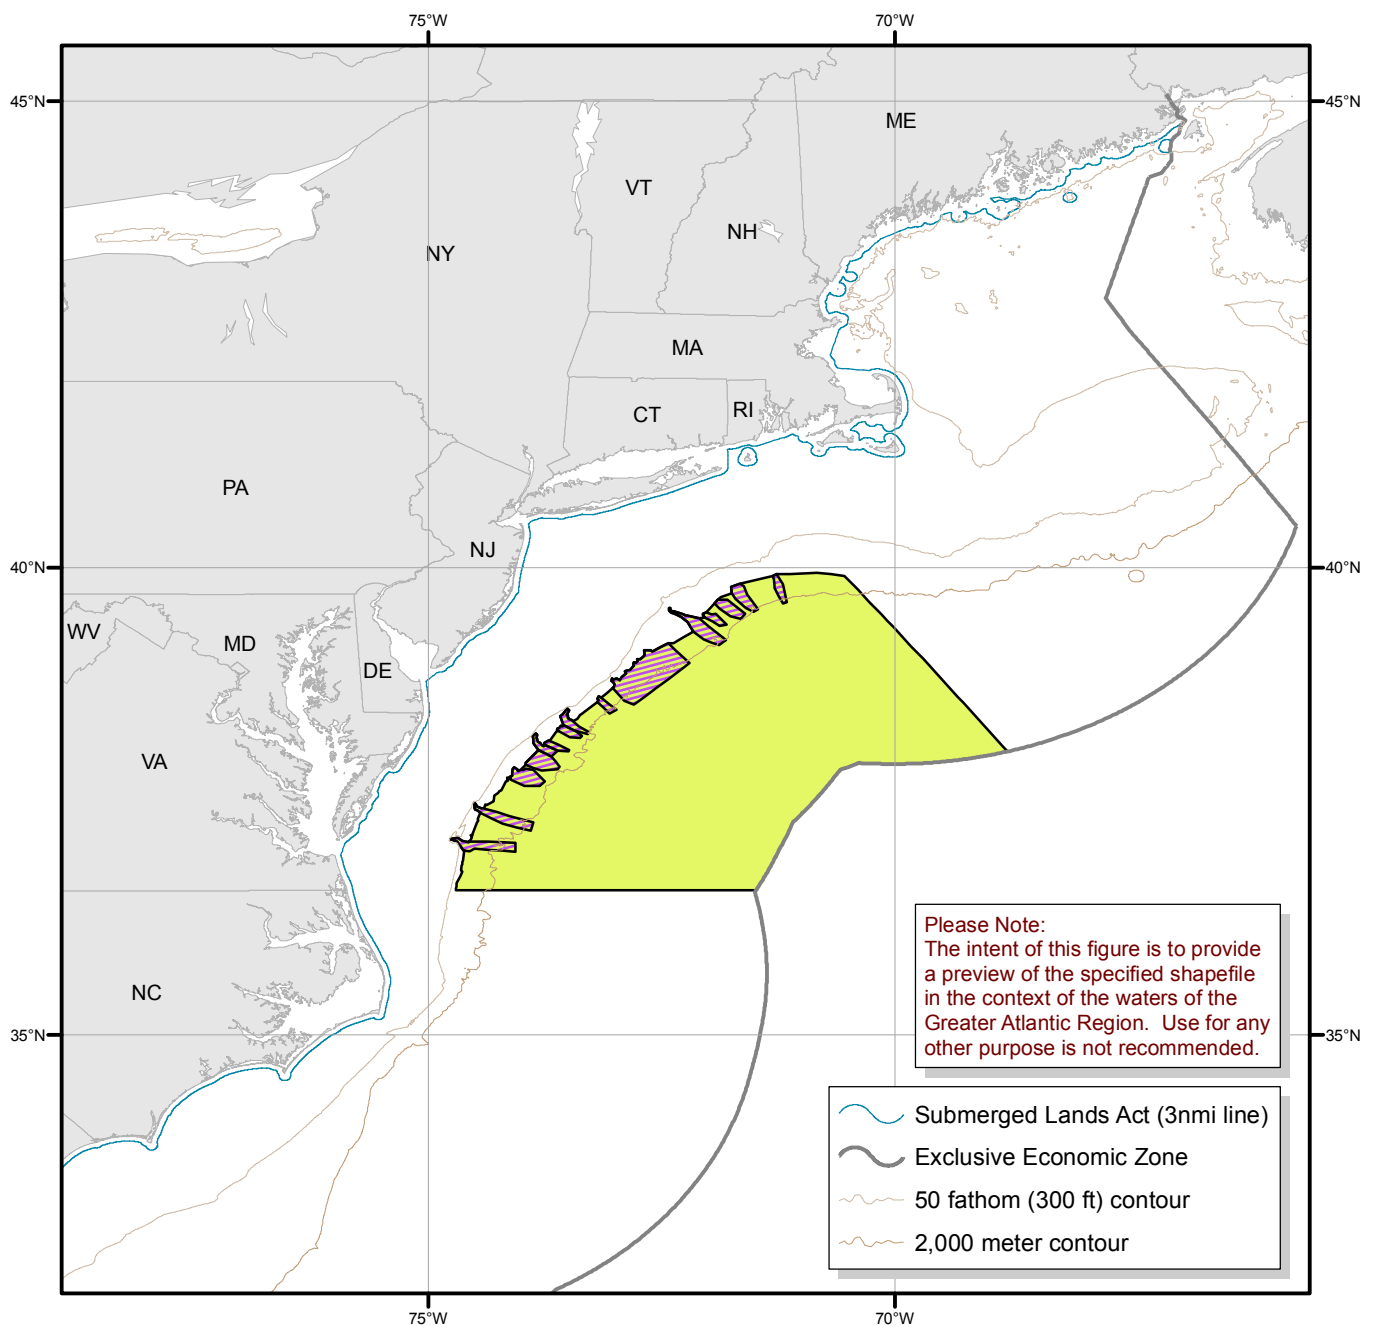 75°W
70°W
45°N
45°N
ME
VT
NH
NY
MA
CT
RI
PA
NJ
40°N
40°N
WV
MD
DE
VA
NC
35°N
35°N
Please Note:
The intent of this figure is to provide
a preview of the specified shapefile
in the context of the waters of the
Greater Atlantic Region. Use for any
other purpose is not recommended.
Submerged Lands Act (3nmi line)
Exclusive Economic Zone
50 fathom (300 ft) contour
2,000 meter contour
75°W
70°W